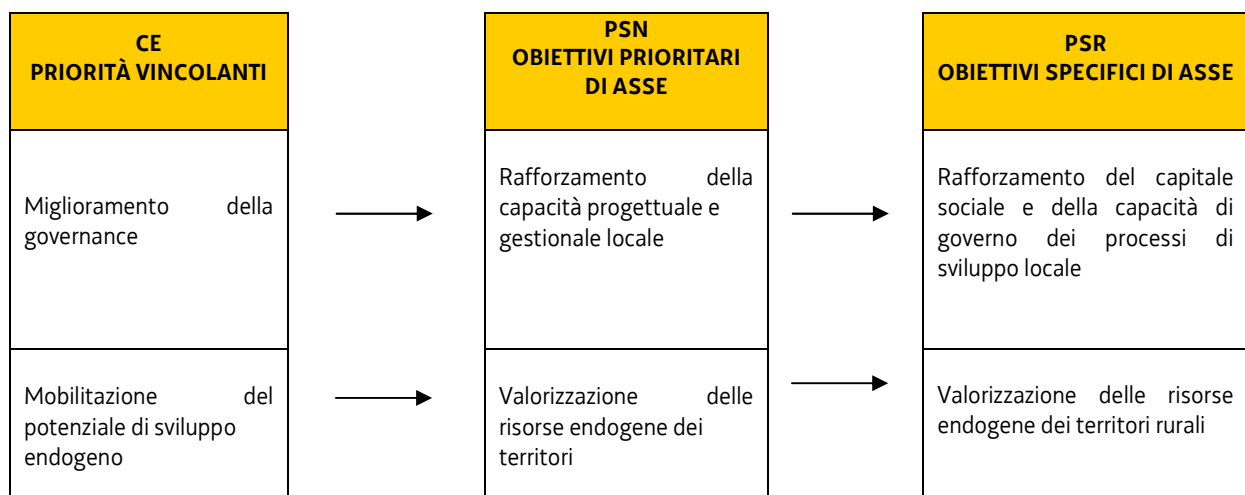 CE
PRIORITÀ VINCOLANTI
PSN
OBIETTIVI PRIORITARI
DI ASSE
PSR
OBIETTIVI SPECIFICI DI ASSE
Miglioramento della
governance
Rafforzamento della
capacità progettuale e
gestionale locale
Rafforzamento del capitale
sociale e della capacità di
governo dei processi di
sviluppo locale
Mobilitazione del
potenziale di sviluppo
endogeno
Valorizzazione delle
risorse endogene dei
territori
Valorizzazione delle risorse
endogene dei territori rurali